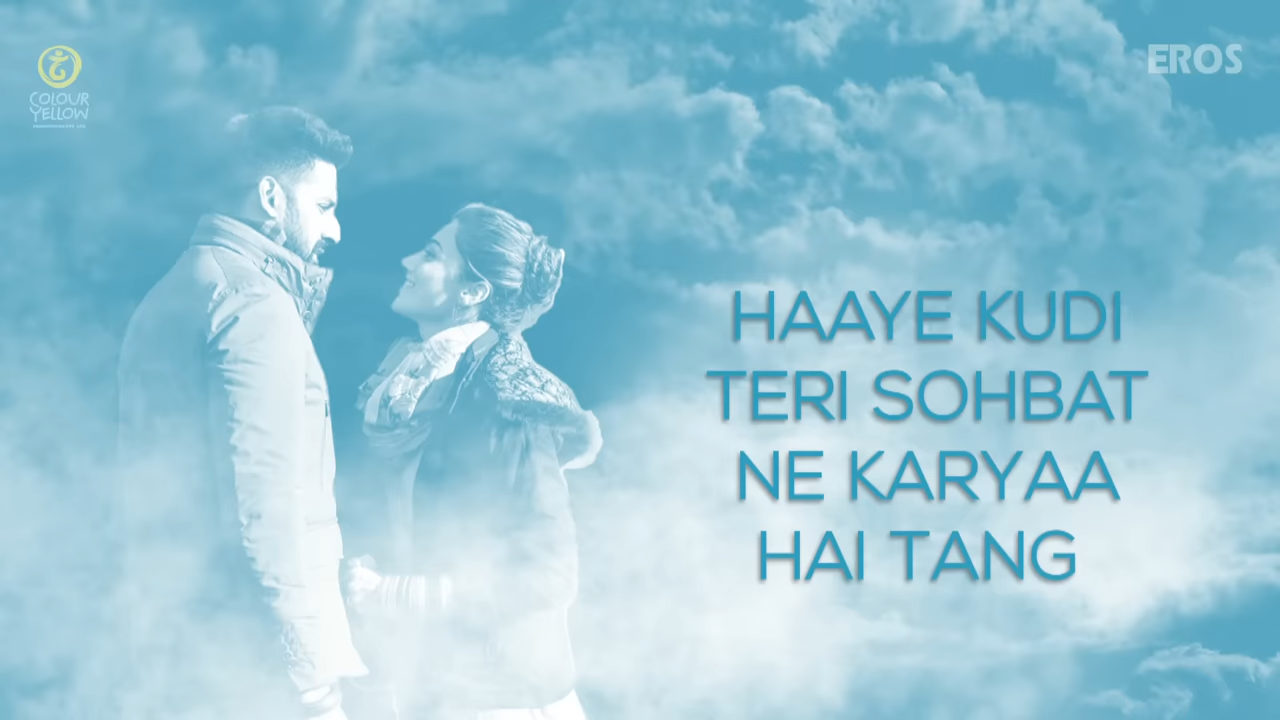 COLOUR
YELLOW
EROS
HAAYE KUDI
TERI SOHBAT
NE KARYAA
HAI TANG